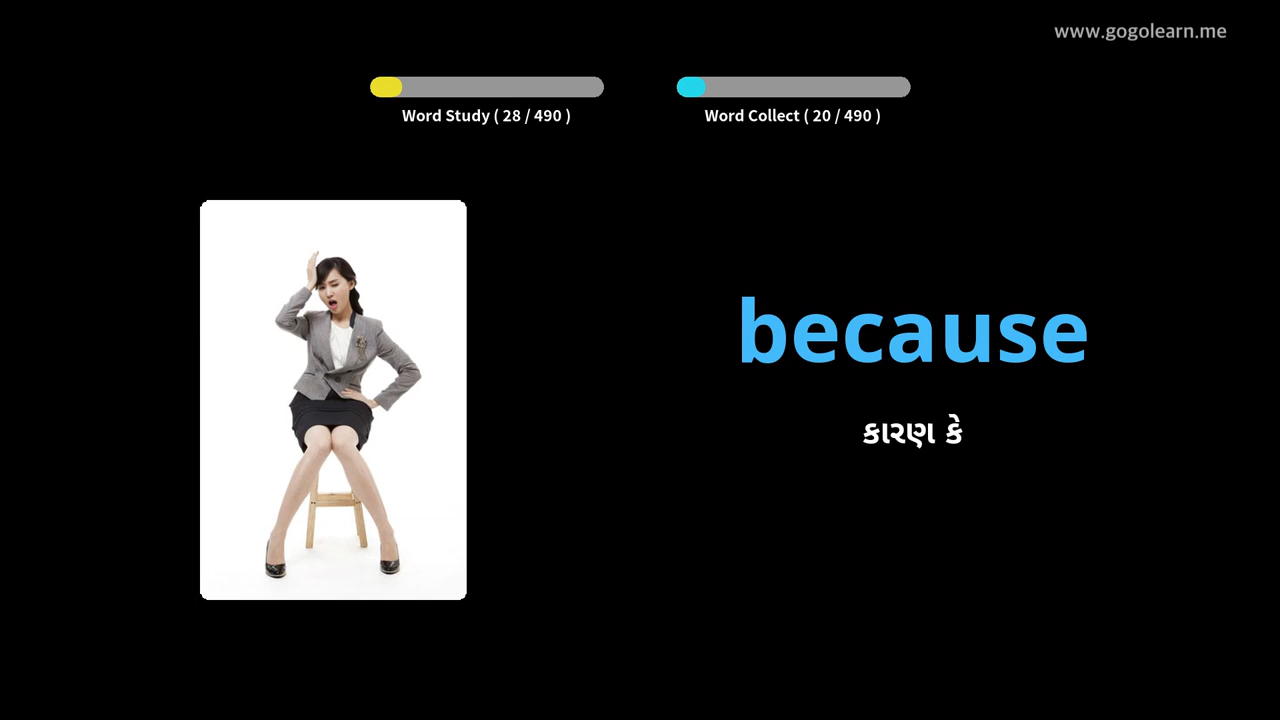 www.gogolearn.me
Word Study ( 28 / 490 )
Word Collect ( 20 / 490 )
because
કારણ કે